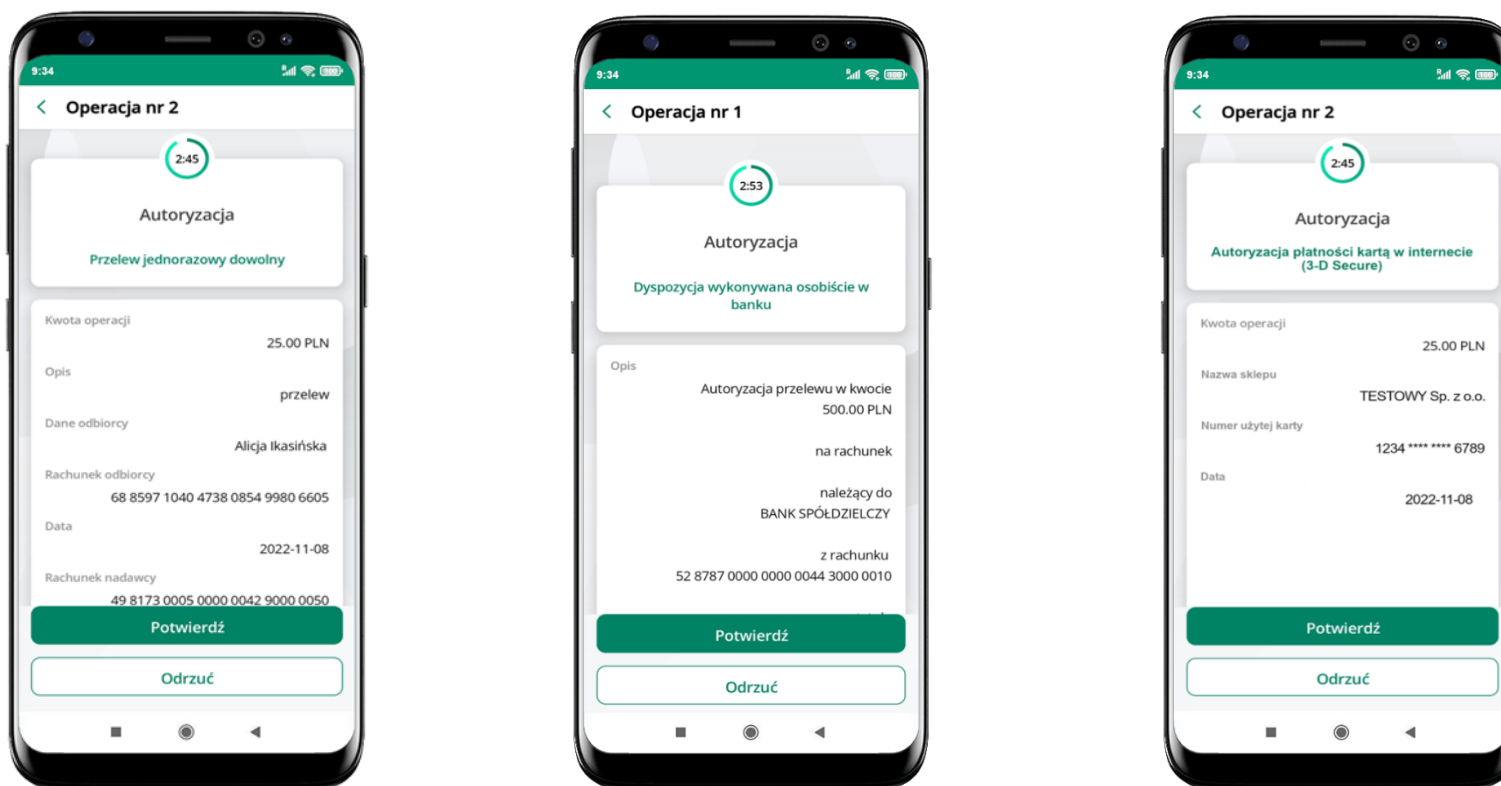 9:34
Operacja nr 2
2:45
Autoryzacja
Przelew jednorazowy dowolny
Kwota operacji
25.00 PLN
Opis
przelew
Dane odbiorcy
Alicja Ikasińska
Rachunek odbiorcy
68 8597 1040 4738 0854 9980 6605
Data
2022-11-08
Rachunek nadawcy
49 8173 0005 0000 0042 9000 0050
Potwierdź
Odrzuć
9:34
Operacja nr 1
2:53
Autoryzacja
Dyspozycja wykonywana osobiście w
banku
Opis
Autoryzacja przelewu w kwocie
500.00 PLN
na rachunek
należący do
BANK SPÓŁDZIELCZY
z rachunku
52 8787 0000 0000 0044 3000 0010
Potwierdź
Odrzuć
9:34
Operacja nr 2
2:45
Autoryzacja
Autoryzacja płatności kartą w internecie
(3-D Secure)
Kwota operacji
25.00 PLN
Nazwa sklepu
TESTOWY Sp. z o.o.
Numer użytej karty
1234 **** **** 6789
Data
2022-11-08
Potwierdź
Odrzuć